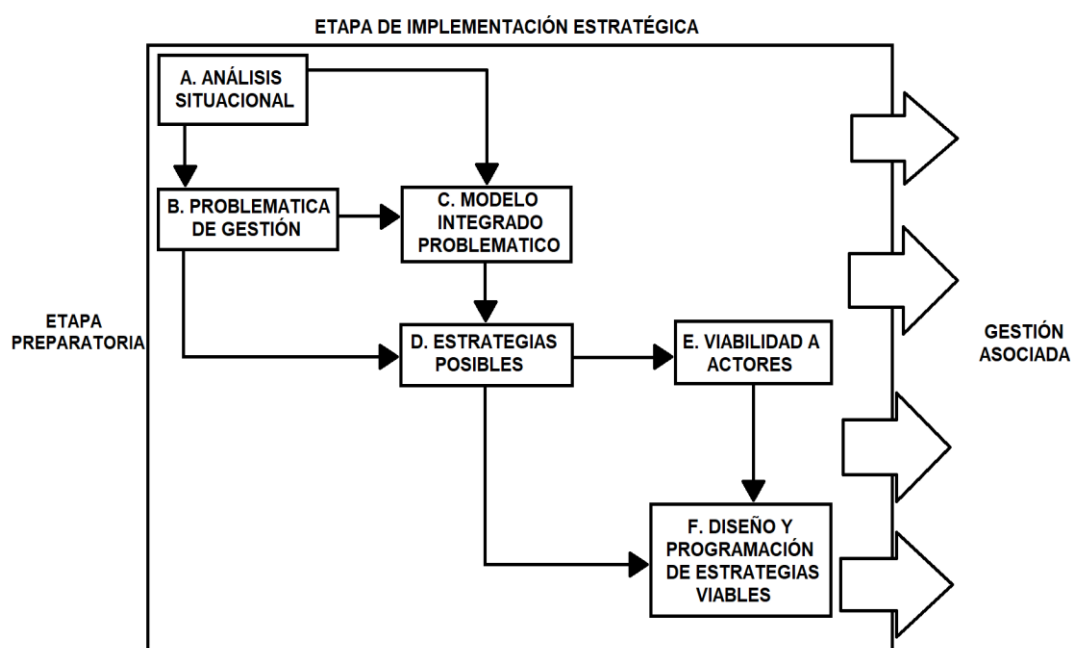 ETAPA DE IMPLEMENTACIÓN ESTRATÉGICA
A. ANÁLISIS
SITUACIONAL
B. PROBLEMATICA
DE GESTIÓN
C. MODELO
INTEGRADO
PROBLEMATICO
ETAPA
PREPARATORIA
D. ESTRATEGIAS
POSIBLES
E. VIABILIDAD A
ACTORES
GESTIÓN
ASOCIADA
F. DISEÑO Y
PROGRAMACIÓN
DE ESTRATEGIAS
VIABLES